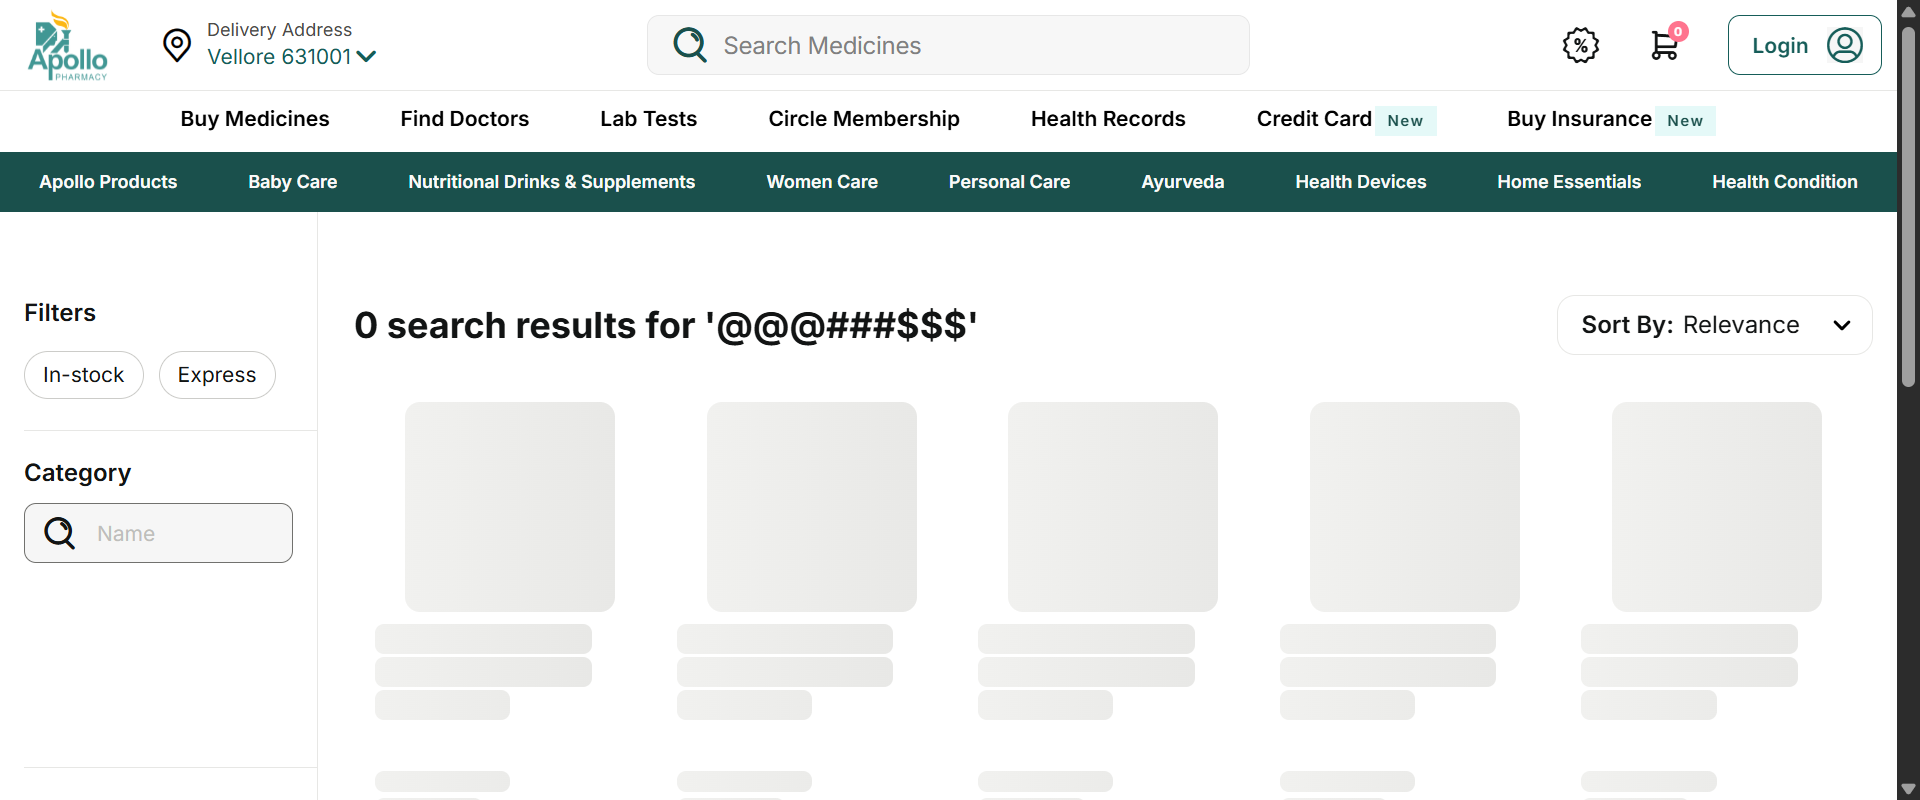 Apollo
PHARMACY
Delivery Address
Vellore 631001
Search Medicines
%
0
Login
Buy Medicines
Find Doctors
Lab Tests
Circle Membership
Health Records
Credit Card New
Buy Insurance New
Apollo Products
Baby Care
Nutritional Drinks & Supplements
Women Care
Personal Care
Ayurveda
Health Devices
Home Essentials
Health Condition
Filters
In-stock
Express
Category
Name
0 search results for '@@@###$$$'
Sort By: Relevance